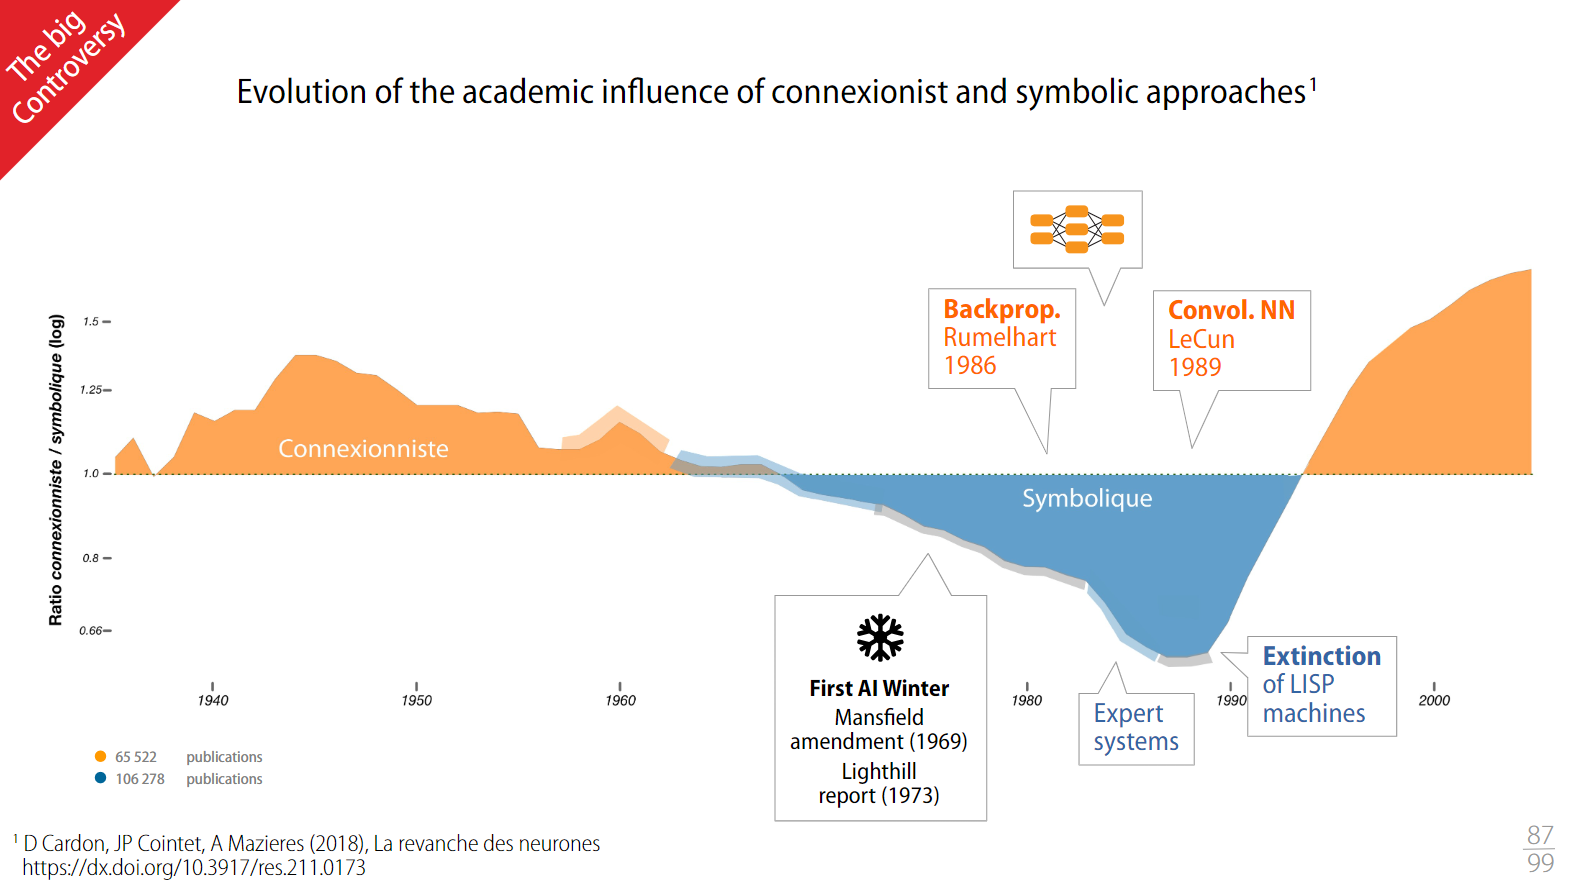 The big
Controversy
Evolution of the academic influence of connexionist and symbolic approaches¹
Backprop.
Rumelhart
1986
Convol. NN
LeCun
1989
Ratio connexionniste / symbolique (log)
1.5
1.25
1.0
0.8
0.66
Connexionniste
Symbolique
First AI Winter
Mansfield
amendment (1969)
Lighthill
report (1973)
Expert
systems
Extinction
of LISP
machines
1940
1950
1960
1980
1990
2000
65 522 publications
106 278 publications
¹ D Cardon, JP Cointet, A Mazieres (2018), La revanche des neurones
https://dx.doi.org/10.3917/res.211.0173
87
99